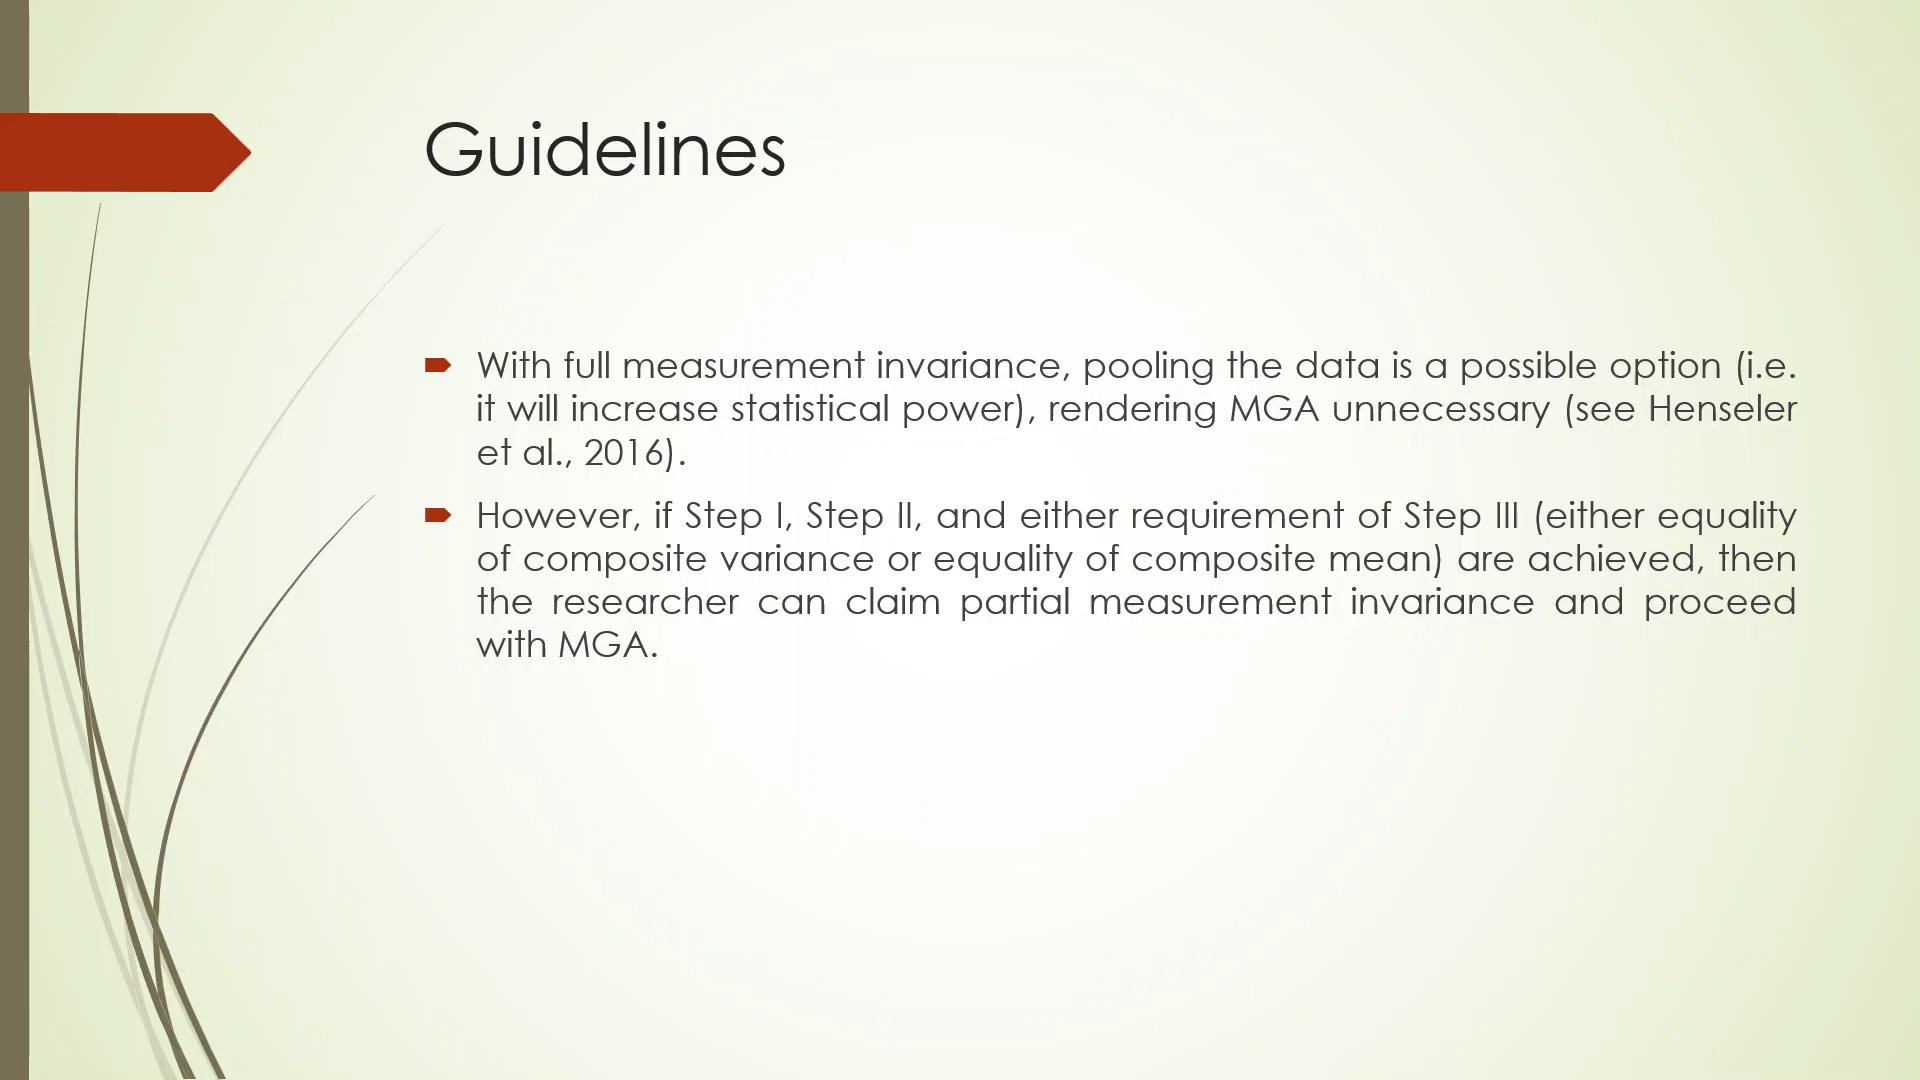 Guidelines
With full measurement invariance, pooling the data is a possible option (i.e.
it will increase statistical power), rendering MGA unnecessary (see Henseler
et al., 2016).
However, if Step I, Step II, and either requirement of Step III (either equality
of composite variance or equality of composite mean) are achieved, then
the researcher can claim partial measurement invariance and proceed
with MGA.